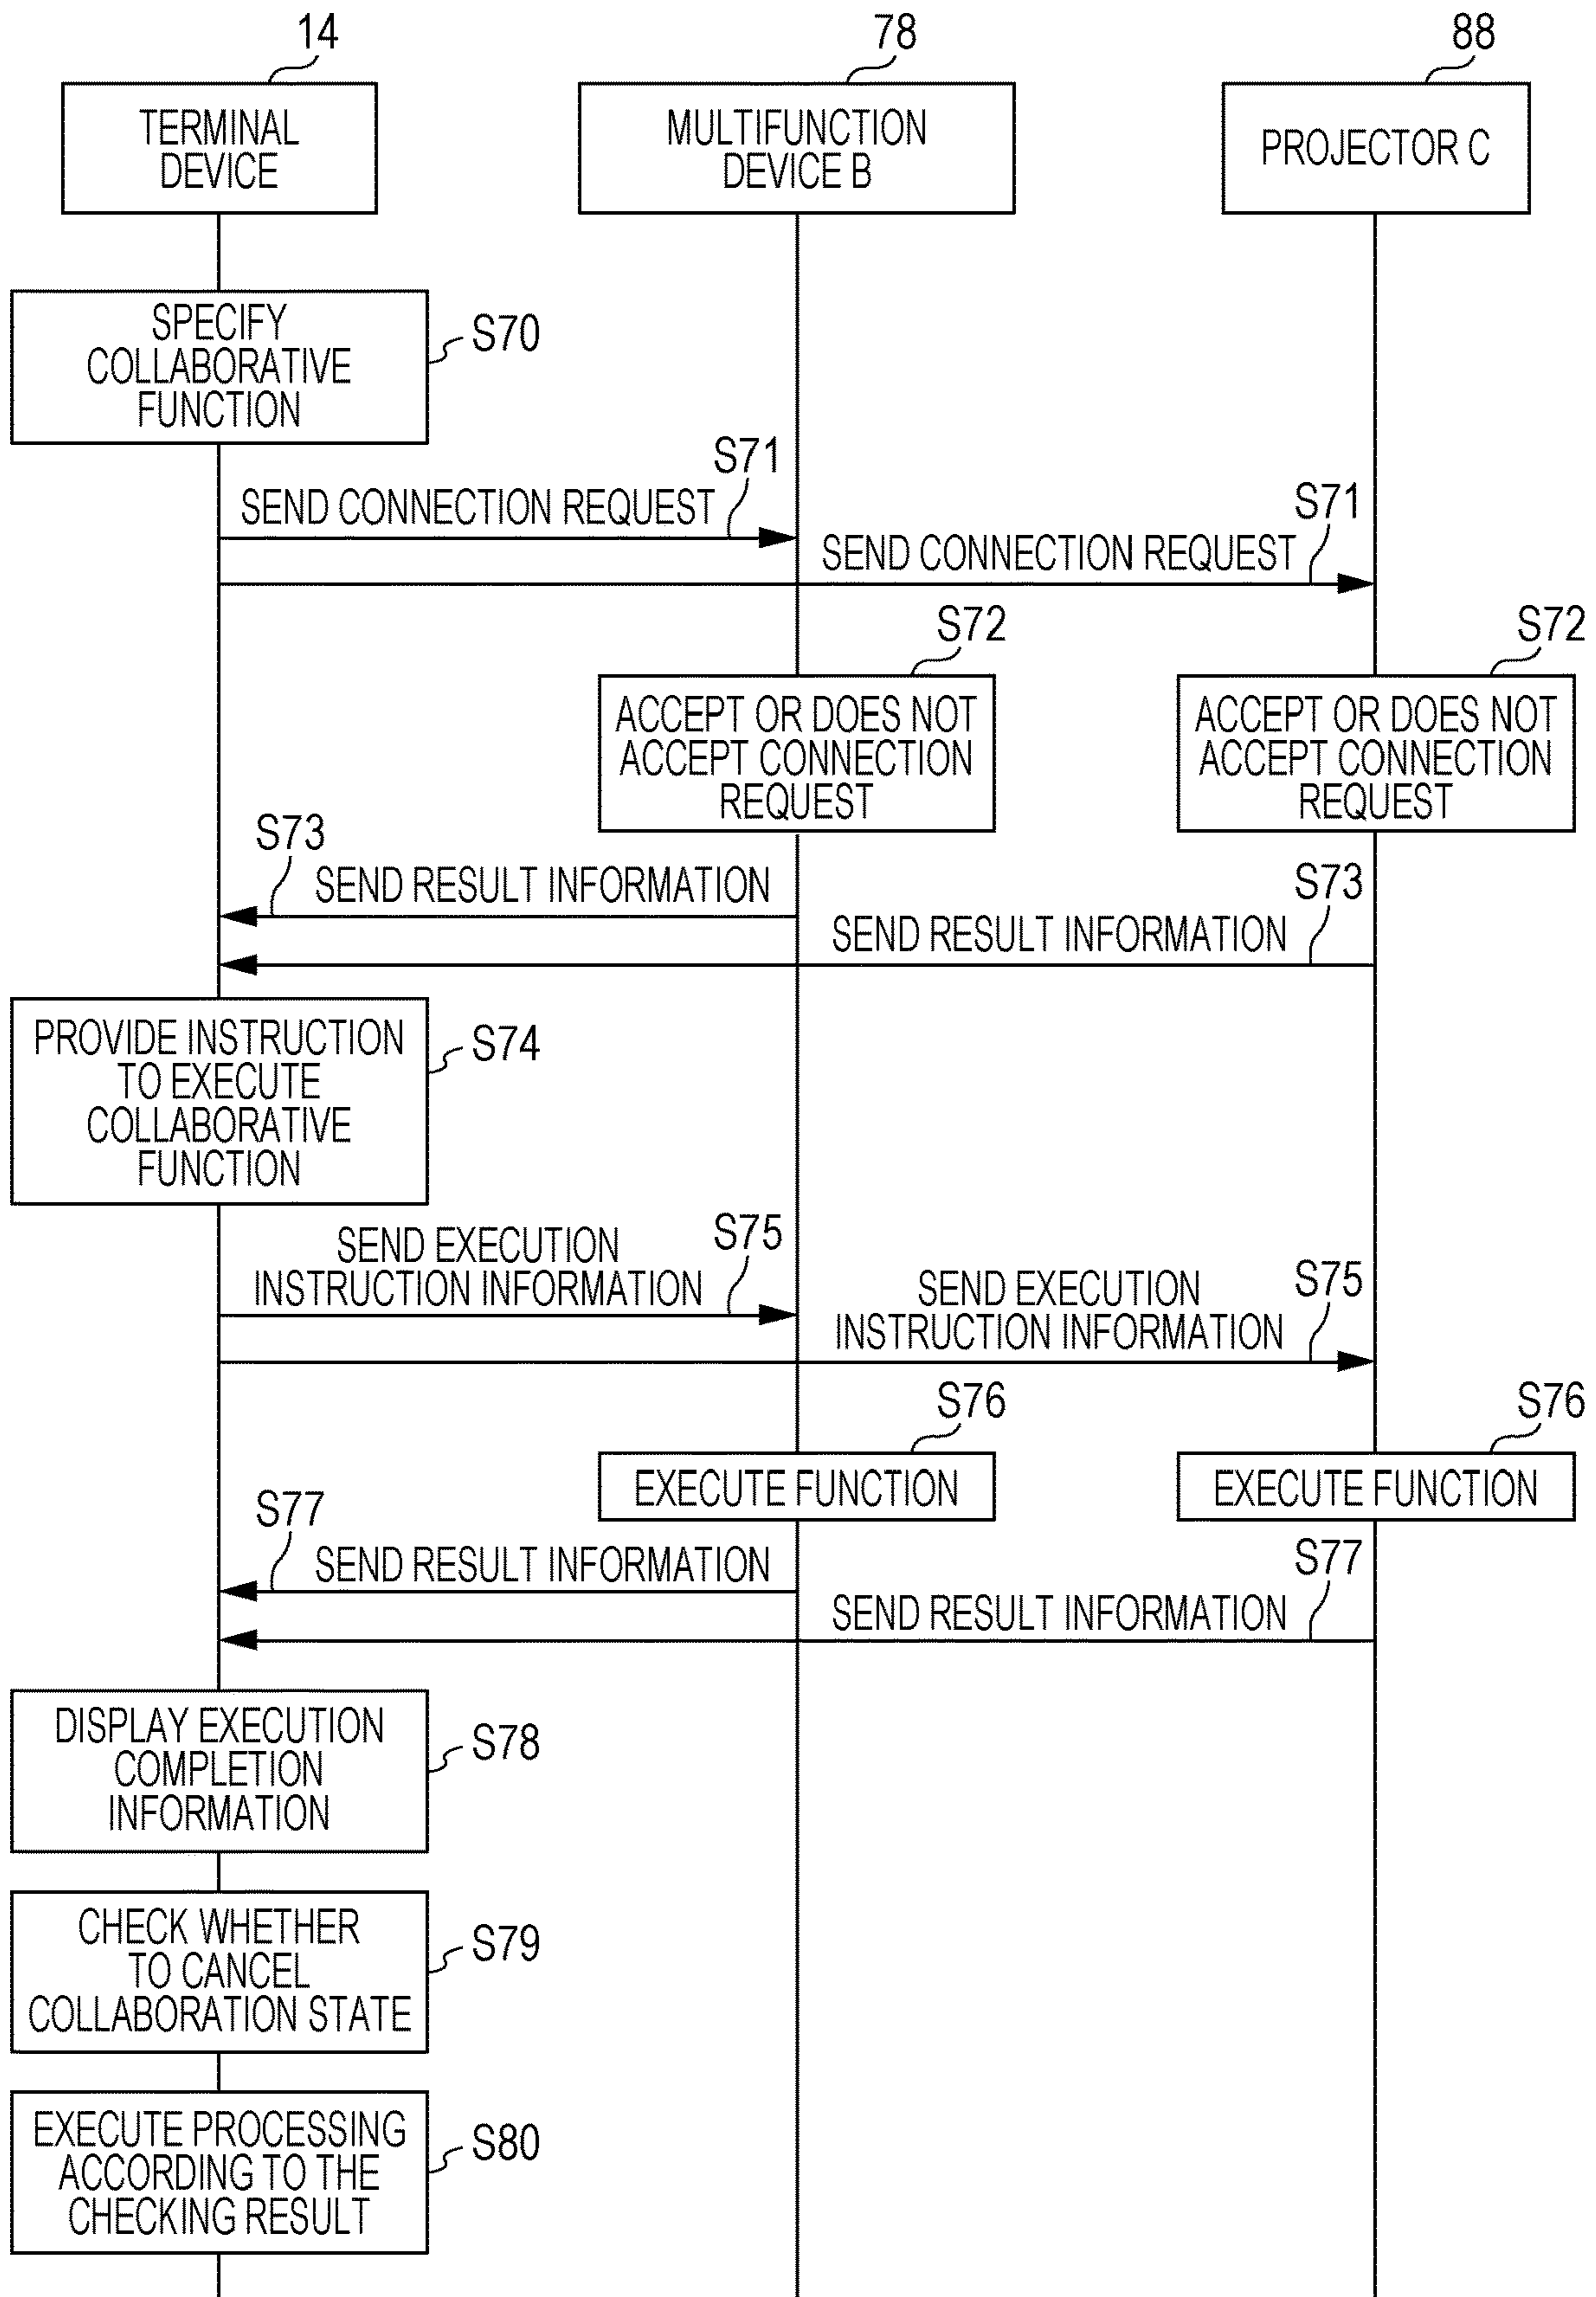 14
78
88
TERMINAL
DEVICE
MULTIFUNCTION
DEVICE B
PROJECTOR C
SPECIFY
COLLABORATIVE
FUNCTION
S70
S71
SEND CONNECTION REQUEST
S71
SEND CONNECTION REQUEST
S72
S72
ACCEPT OR DOES NOT
ACCEPT CONNECTION
REQUEST
ACCEPT OR DOES NOT
ACCEPT CONNECTION
REQUEST
S73
SEND RESULT INFORMATION
S73
SEND RESULT INFORMATION
PROVIDE INSTRUCTION
TO EXECUTE
COLLABORATIVE
FUNCTION
S74
SEND EXECUTION
INSTRUCTION INFORMATION
S75
SEND EXECUTION
INSTRUCTION INFORMATION
S75
S76
S76
EXECUTE FUNCTION
EXECUTE FUNCTION
S77
SEND RESULT INFORMATION
S77
SEND RESULT INFORMATION
DISPLAY EXECUTION
COMPLETION
INFORMATION
S78
CHECK WHETHER
TO CANCEL
COLLABORATION STATE
S79
EXECUTE PROCESSING
ACCORDING TO THE
CHECKING RESULT
S80